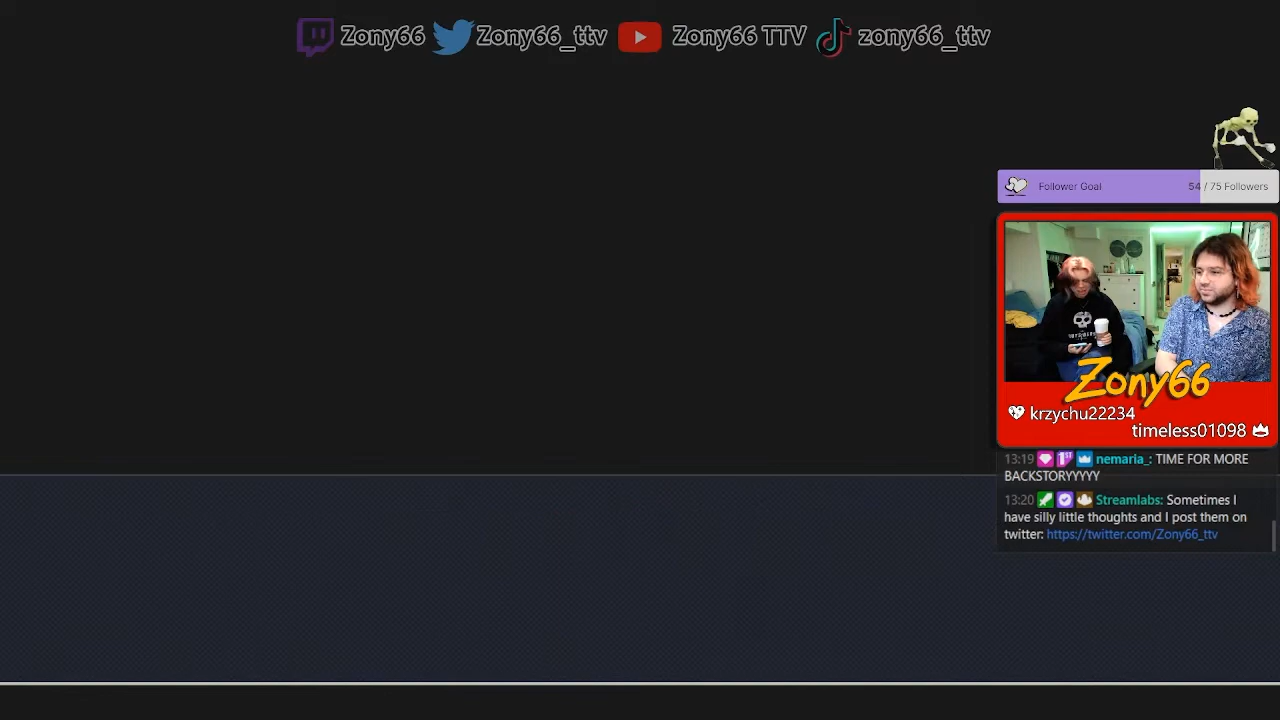 Zony66 Zony66_ttv Zony66 TTV zony66_ttv
Follower Goal 54 / 75 Followers
Zony66
krzychu22234
timeless01098
13:19 nemaria_: TIME FOR MORE
BACKSTORYYYYY
13:20 Streamlabs: Sometimes I
have silly little thoughts and I post them on
twitter: https://twitter.com/Zony66_ttv